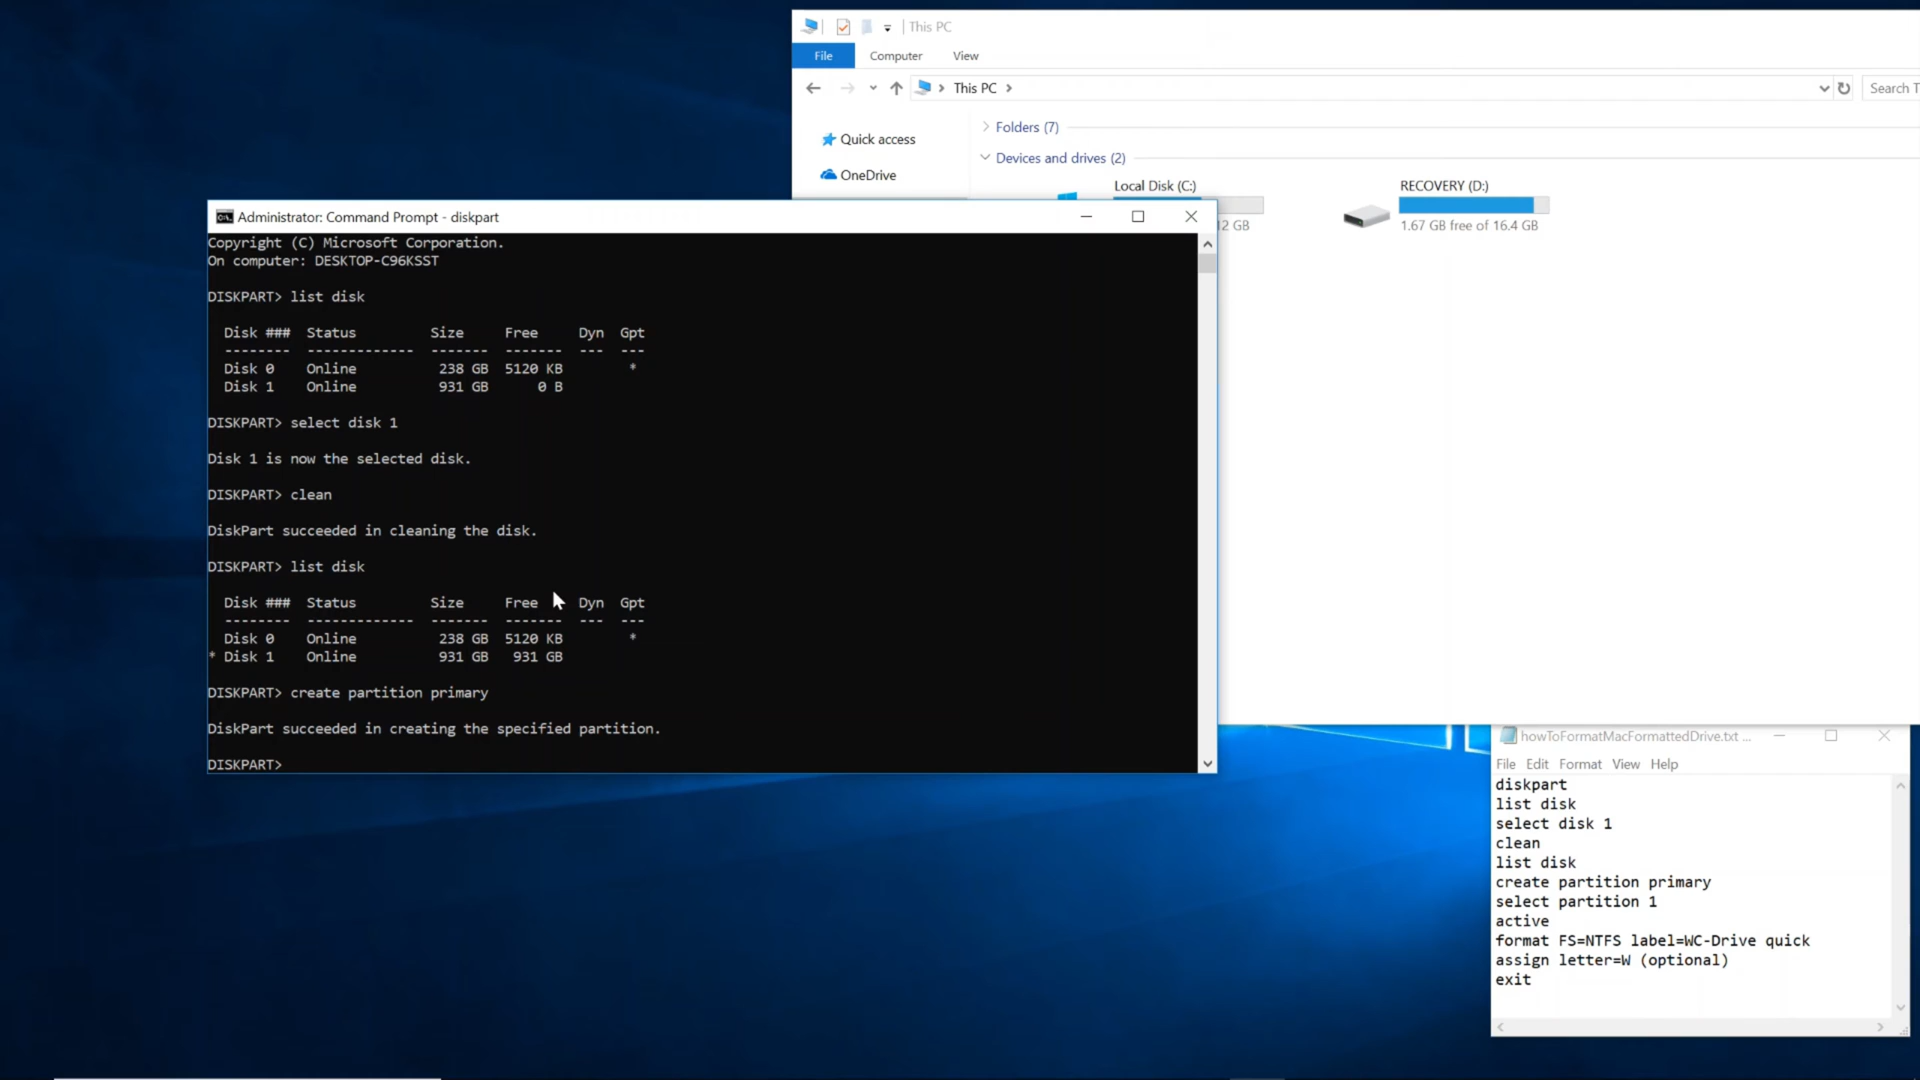 This PC
File Computer View
This PC
Search T
Quick access
OneDrive
Folders (7)
Devices and drives (2)
Local Disk (C:)
2 GB
RECOVERY (D:)
1.67 GB free of 16.4 GB
Administrator: Command Prompt - diskpart
Copyright (C) Microsoft Corporation.
On computer: DESKTOP-C96KSST
DISKPART> list disk
Disk ### Status Size Free Dyn Gpt
-------- ------------- ------- ------- --- ---
Disk 0 Online 238 GB 5120 KB *
Disk 1 Online 931 GB 0 B
DISKPART> select disk 1
Disk 1 is now the selected disk.
DISKPART> clean
DiskPart succeeded in cleaning the disk.
DISKPART> list disk
Disk ### Status Size Free Dyn Gpt
-------- ------------- ------- ------- --- ---
Disk 0 Online 238 GB 5120 KB *
* Disk 1 Online 931 GB 931 GB
DISKPART> create partition primary
DiskPart succeeded in creating the specified partition.
DISKPART>
howToFormatMacFormattedDrive.txt ...
File Edit Format View Help
diskpart
list disk
select disk 1
clean
list disk
create partition primary
select partition 1
active
format FS=NTFS label=WC-Drive quick
assign letter=W (optional)
exit